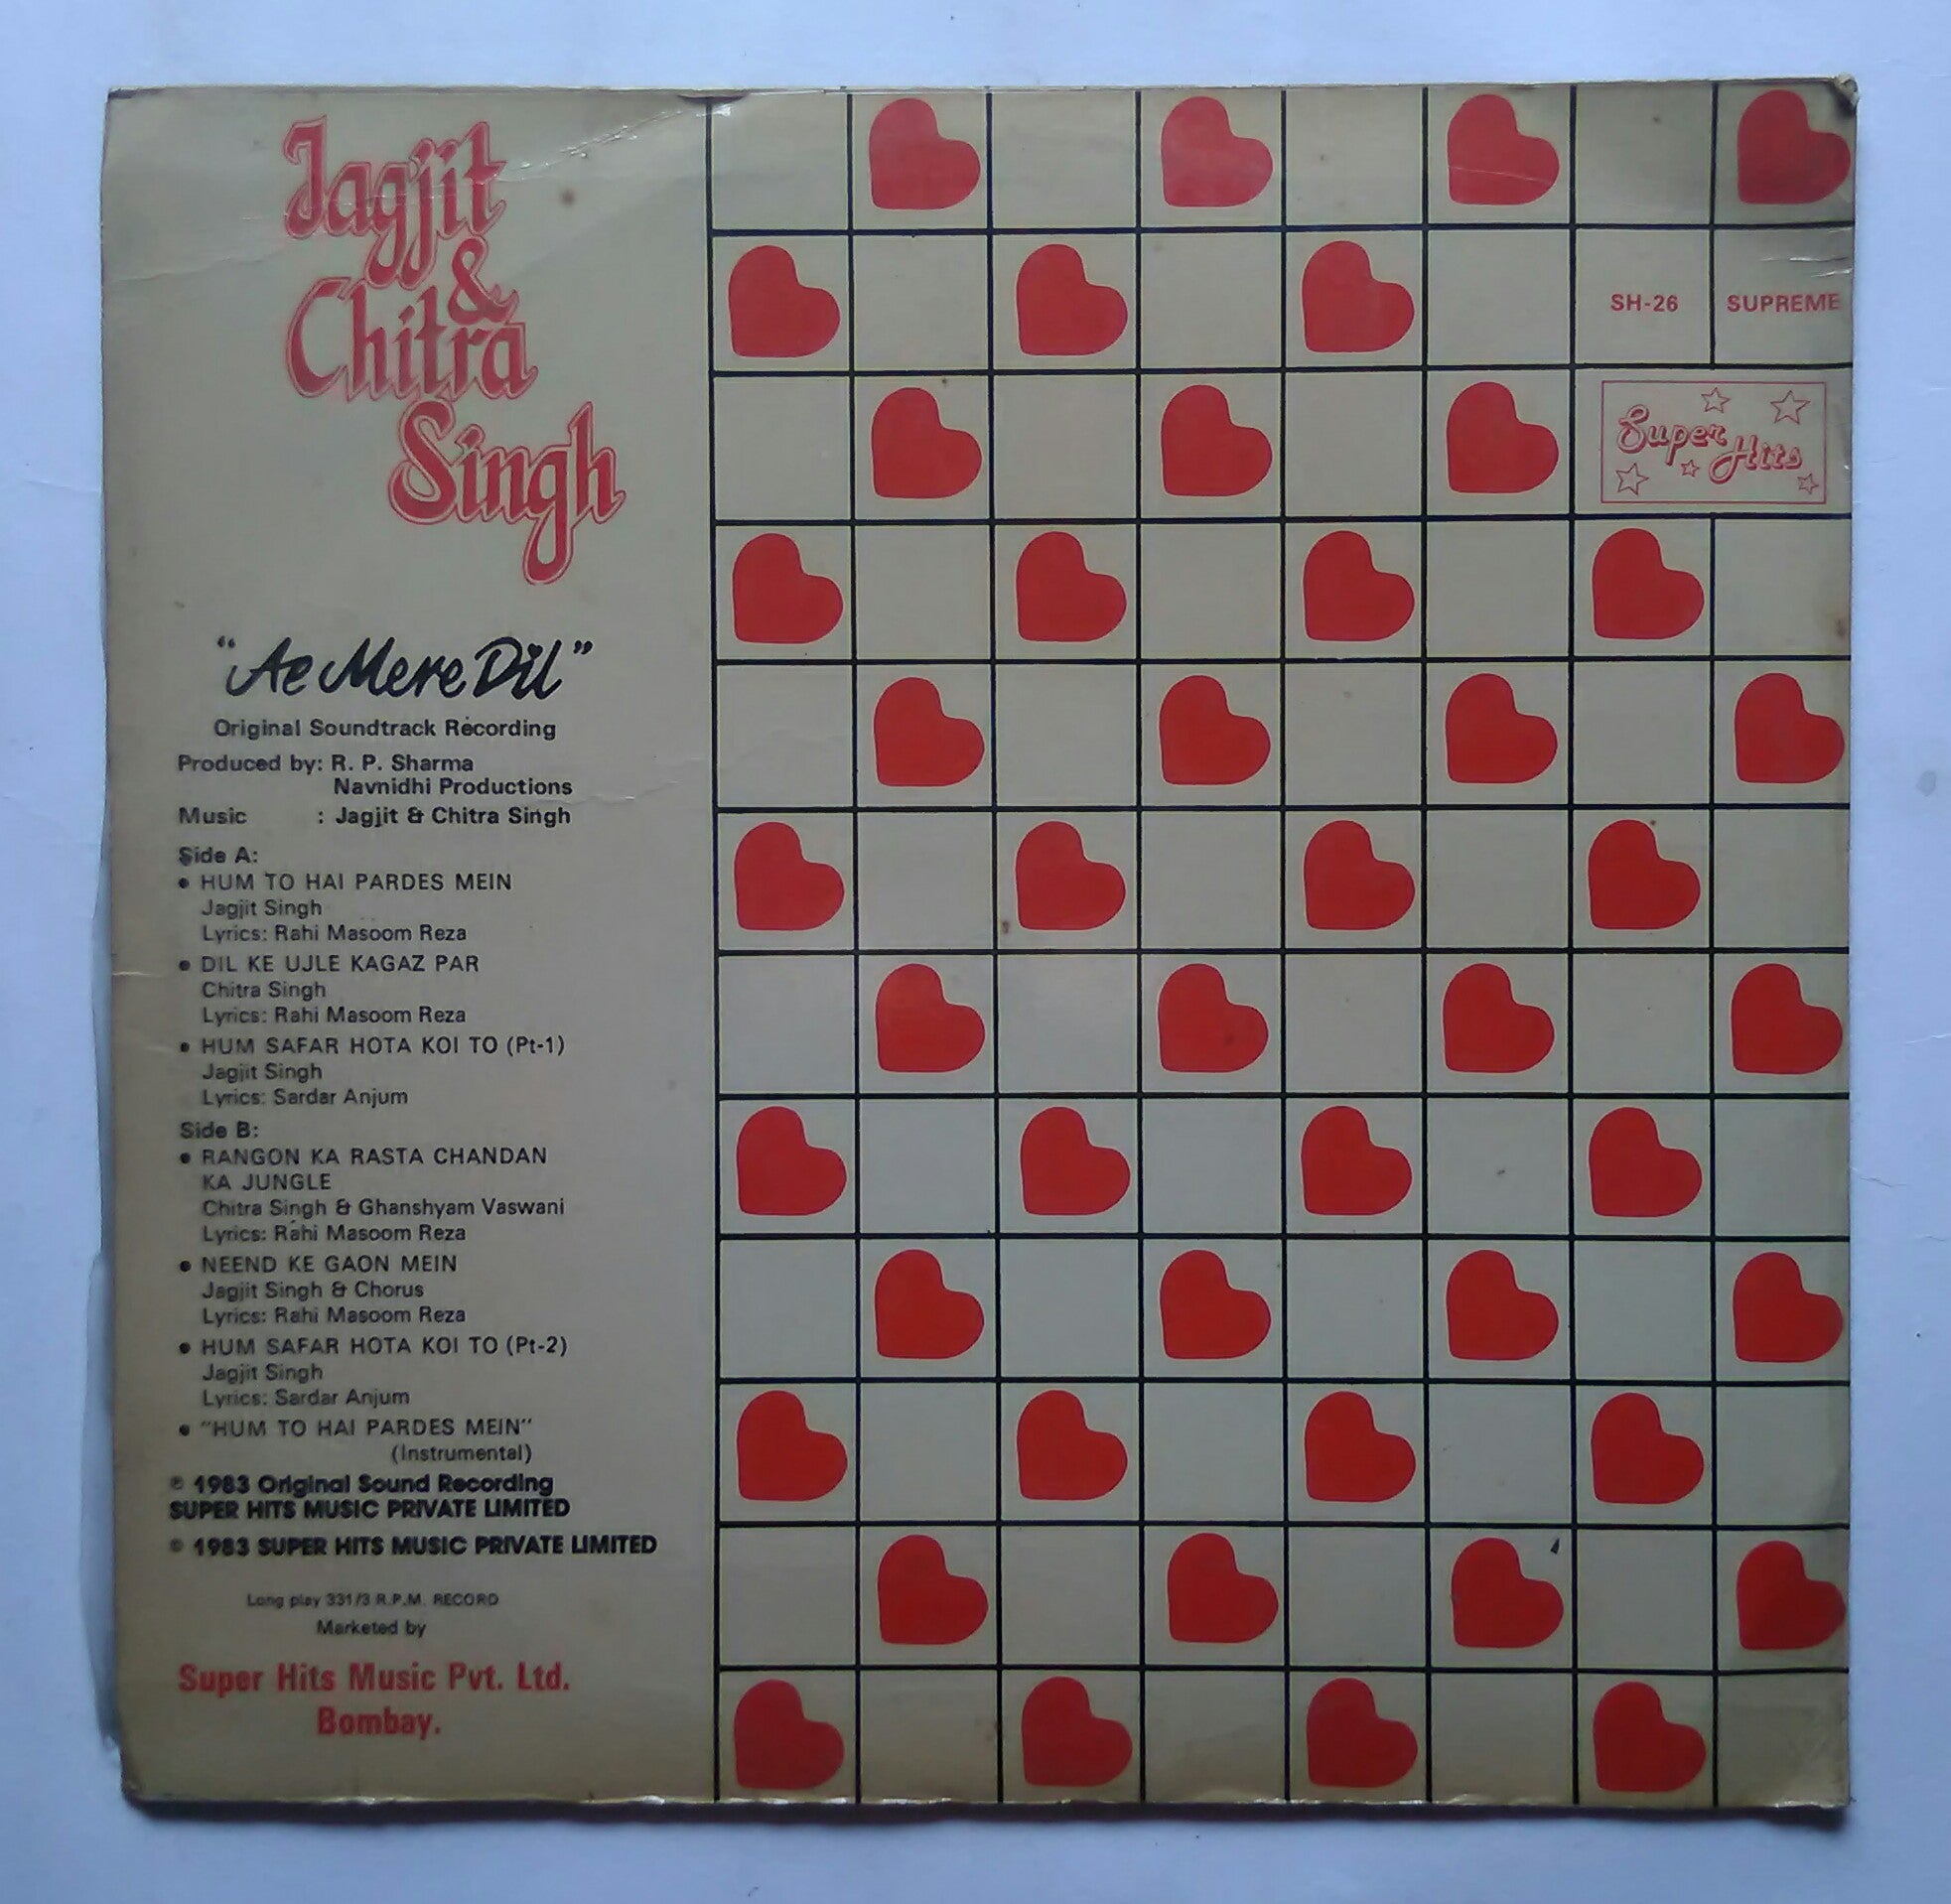 Jagjit
&
Chitra
Singh
"Ae Mere Dil"
Original Soundtrack Recording
Produced by: R. P. Sharma
Navnidhi Productions
Music : Jagjit & Chitra Singh
Side A:
• HUM TO HAI PARDES MEIN
Jagjit Singh
Lyrics: Rahi Masoom Reza
• DIL KE UJLE KAGAZ PAR
Chitra Singh
Lyrics: Rahi Masoom Reza
• HUM SAFAR HOTA KOI TO (Pt-1)
Jagjit Singh
Lyrics: Sardar Anjum
Side B:
• RANGON KA RASTA CHANDAN
KA JUNGLE
Chitra Singh & Ghanshyam Vaswani
Lyrics: Rahi Masoom Reza
• NEEND KE GAON MEIN
Jagjit Singh & Chorus
Lyrics: Rahi Masoom Reza
• HUM SAFAR HOTA KOI TO (Pt-2)
Jagjit Singh
Lyrics: Sardar Anjum
• "HUM TO HAI PARDES MEIN"
(Instrumental)
℗ 1983 Original Sound Recording
SUPER HITS MUSIC PRIVATE LIMITED
© 1983 SUPER HITS MUSIC PRIVATE LIMITED
Long play 331/3 R.P.M. RECORD
Marketed by
Super Hits Music Pvt. Ltd.
Bombay.
SH-26 SUPREME
Super Hits